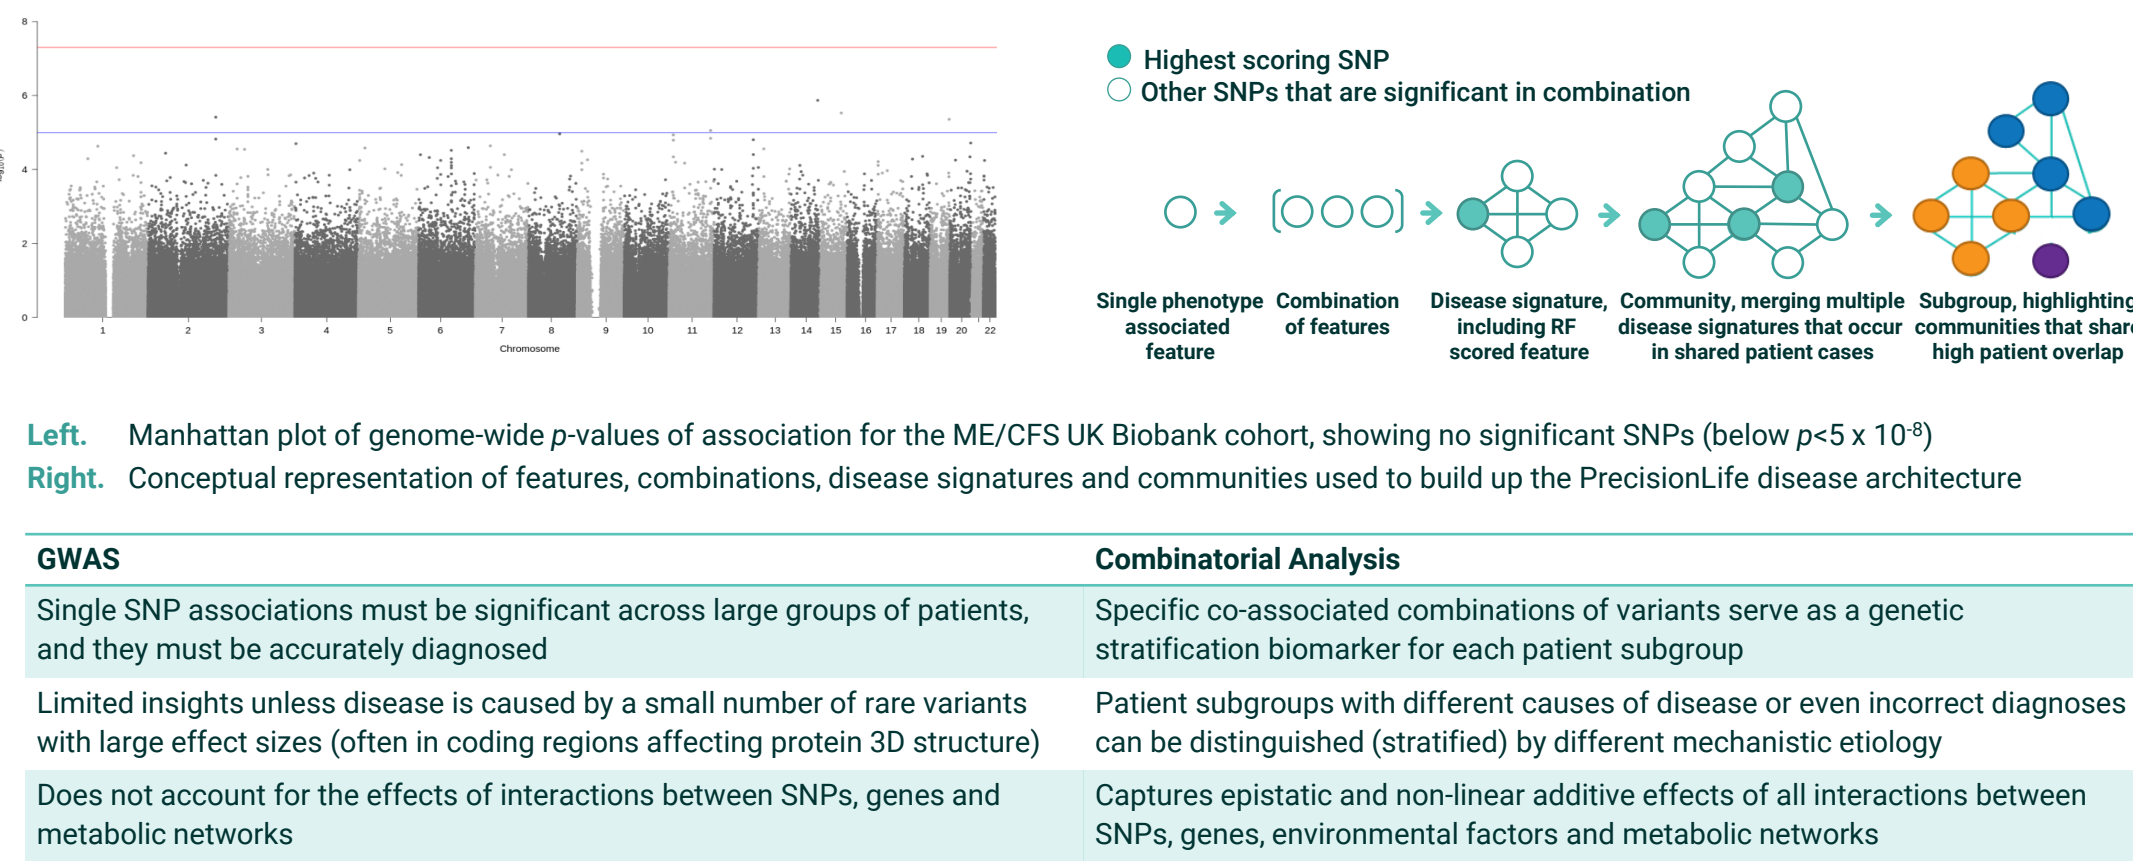 8
6
4
2
0
1 2 3 4 5 6 7 8 9 10 11 12 13 14 15 16 17 18 19 20 22
Chromosome
Highest scoring SNP
Other SNPs that are significant in combination
Single phenotype
associated
feature
Combination
of features
Disease signature,
including RF
scored feature
Community, merging multiple
disease signatures that occur
in shared patient cases
Subgroup, highlighting
communities that share
high patient overlap
Left. Manhattan plot of genome-wide p-values of association for the ME/CFS UK Biobank cohort, showing no significant SNPs (below p<5 x 10⁻⁸)
Right. Conceptual representation of features, combinations, disease signatures and communities used to build up the PrecisionLife disease architecture
GWAS
Combinatorial Analysis
Single SNP associations must be significant across large groups of patients,
and they must be accurately diagnosed
Specific co-associated combinations of variants serve as a genetic
stratification biomarker for each patient subgroup
Limited insights unless disease is caused by a small number of rare variants
with large effect sizes (often in coding regions affecting protein 3D structure)
Patient subgroups with different causes of disease or even incorrect diagnoses
can be distinguished (stratified) by different mechanistic etiology
Does not account for the effects of interactions between SNPs, genes and
metabolic networks
Captures epistatic and non-linear additive effects of all interactions between
SNPs, genes, environmental factors and metabolic networks